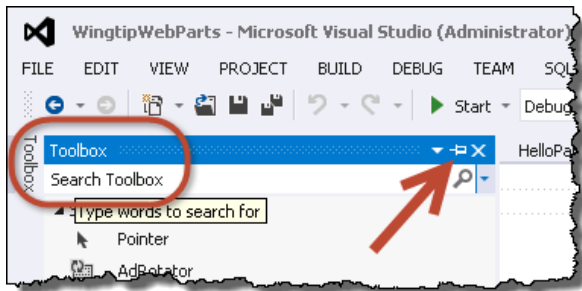 WingtipWebParts - Microsoft Visual Studio (Administrator)
FILE EDIT VIEW PROJECT BUILD DEBUG TEAM SQL
Start Debug
Toolbox
Toolbox HelloPa
Search Toolbox
Type words to search for
Pointer
AdRotator